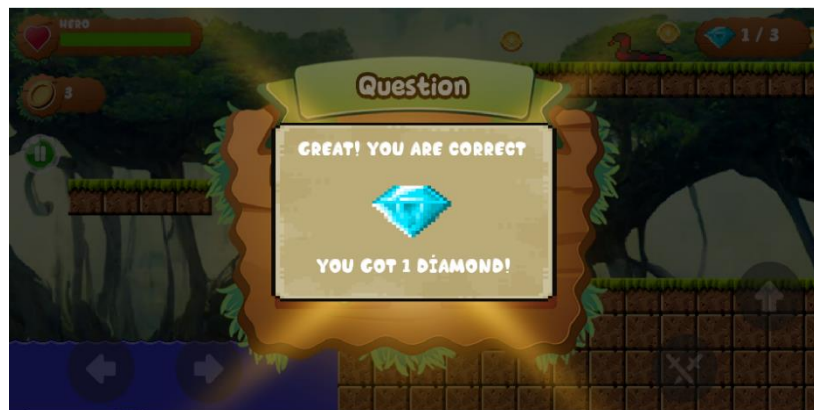 HERO
3
1 / 3
Question
GREAT! YOU ARE CORRECT
YOU GOT 1 DİAMOND!